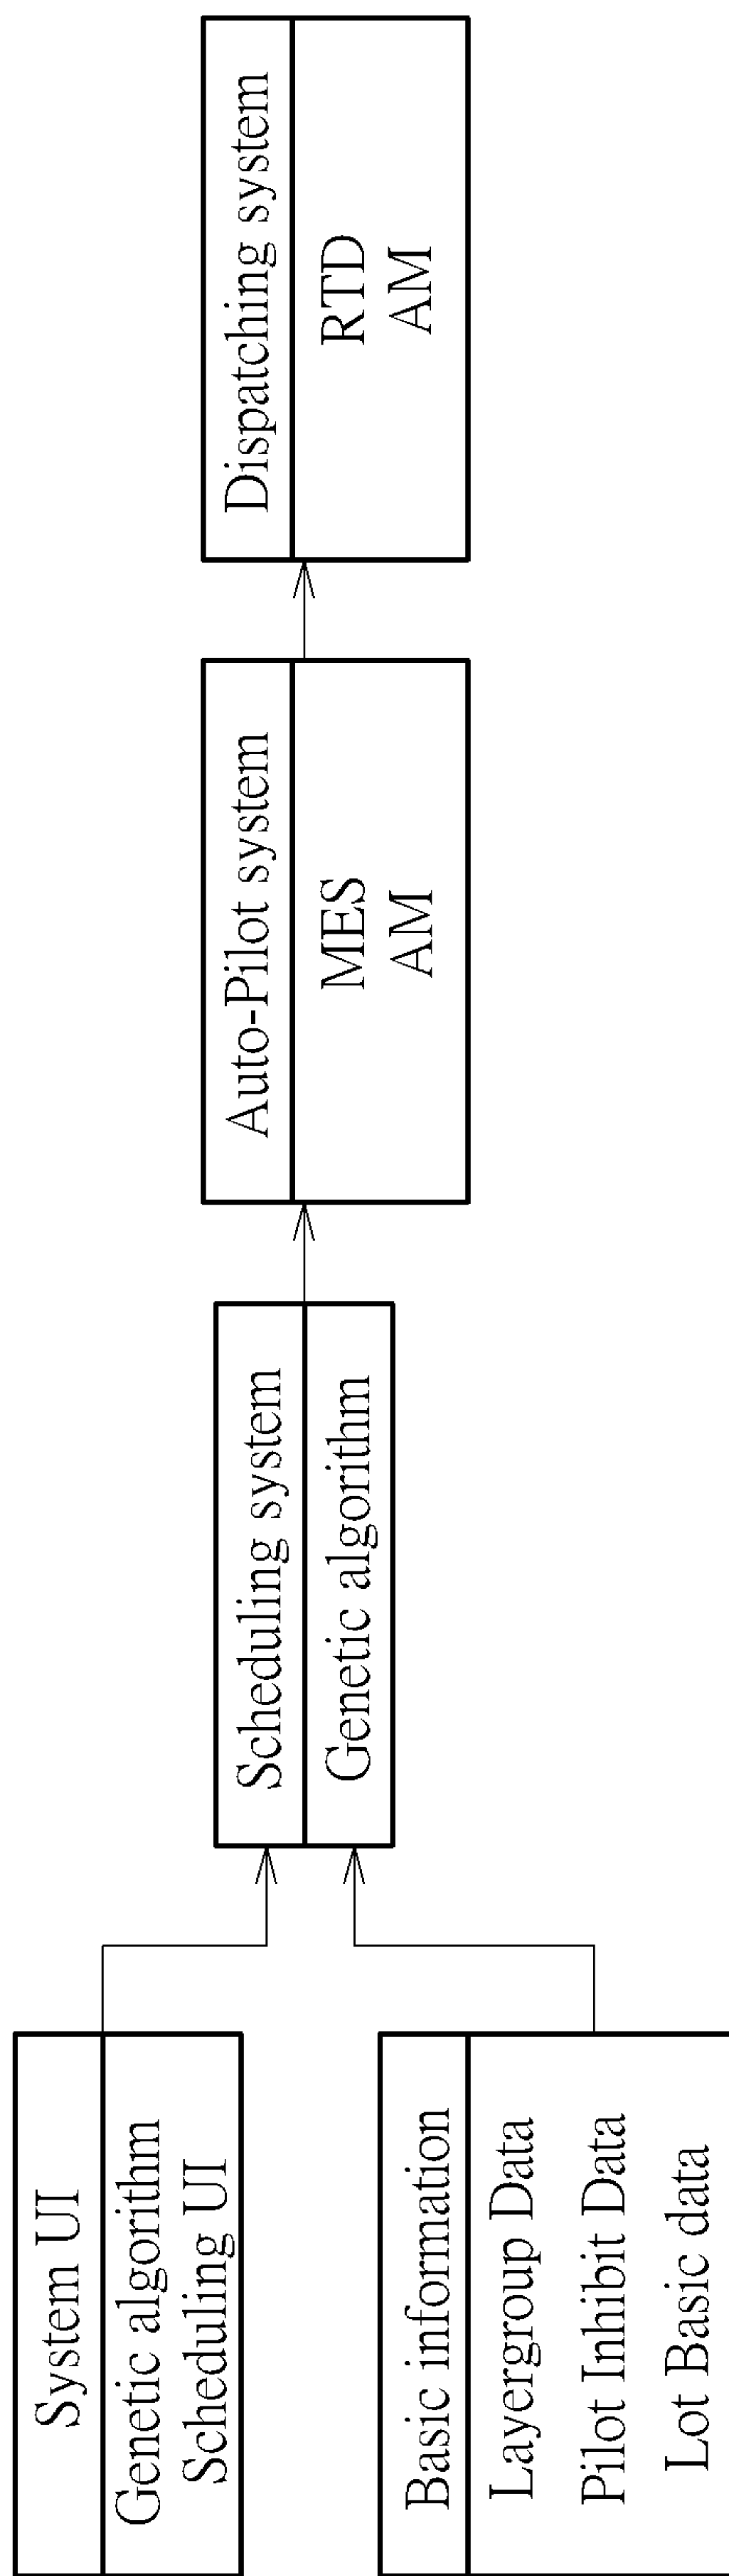 System UI
Genetic algorithm
Scheduling UI
Basic information
Layergroup Data
Pilot Inhibit Data
Lot Basic data
Scheduling system
Genetic algorithm
Auto-Pilot system
MES
AM
Dispatching system
RTD
AM